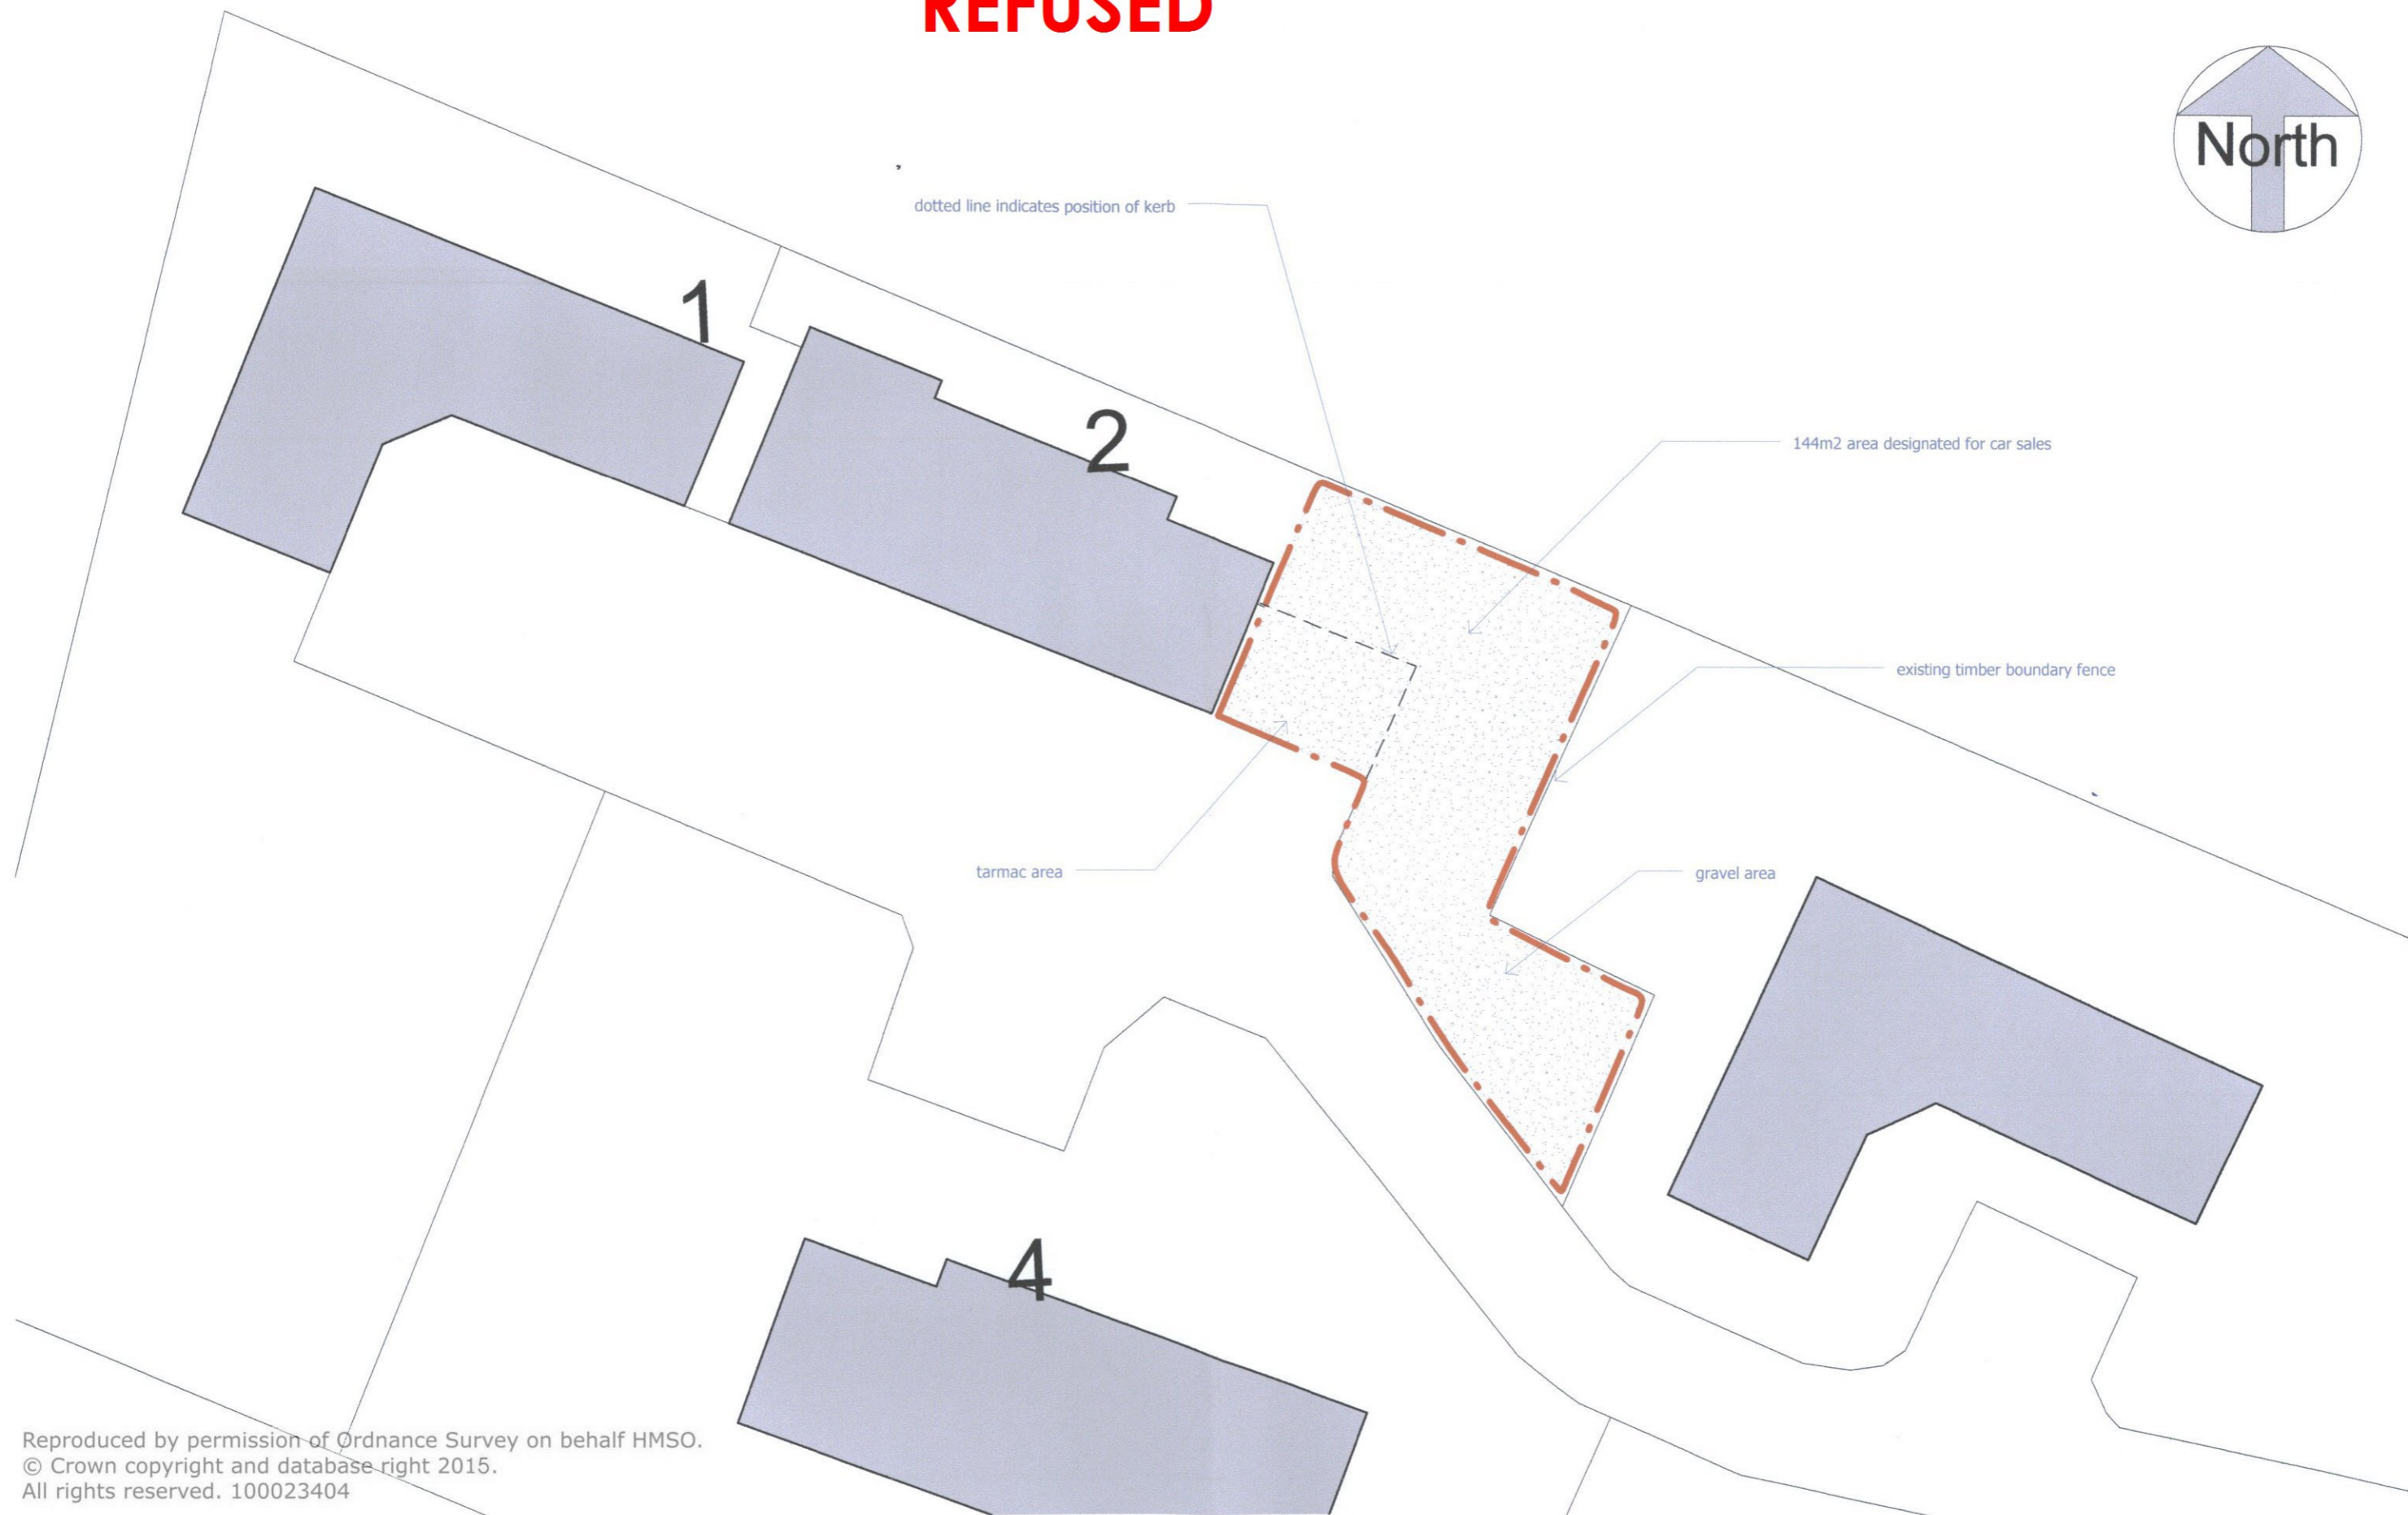 REFUSED
North
dotted line indicates position of kerb
1
2
144m2 area designated for car sales
existing timber boundary fence
tarmac area
gravel area
4
Reproduced by permission of Ordnance Survey on behalf HMSO.
© Crown copyright and database right 2015.
All rights reserved. 100023404